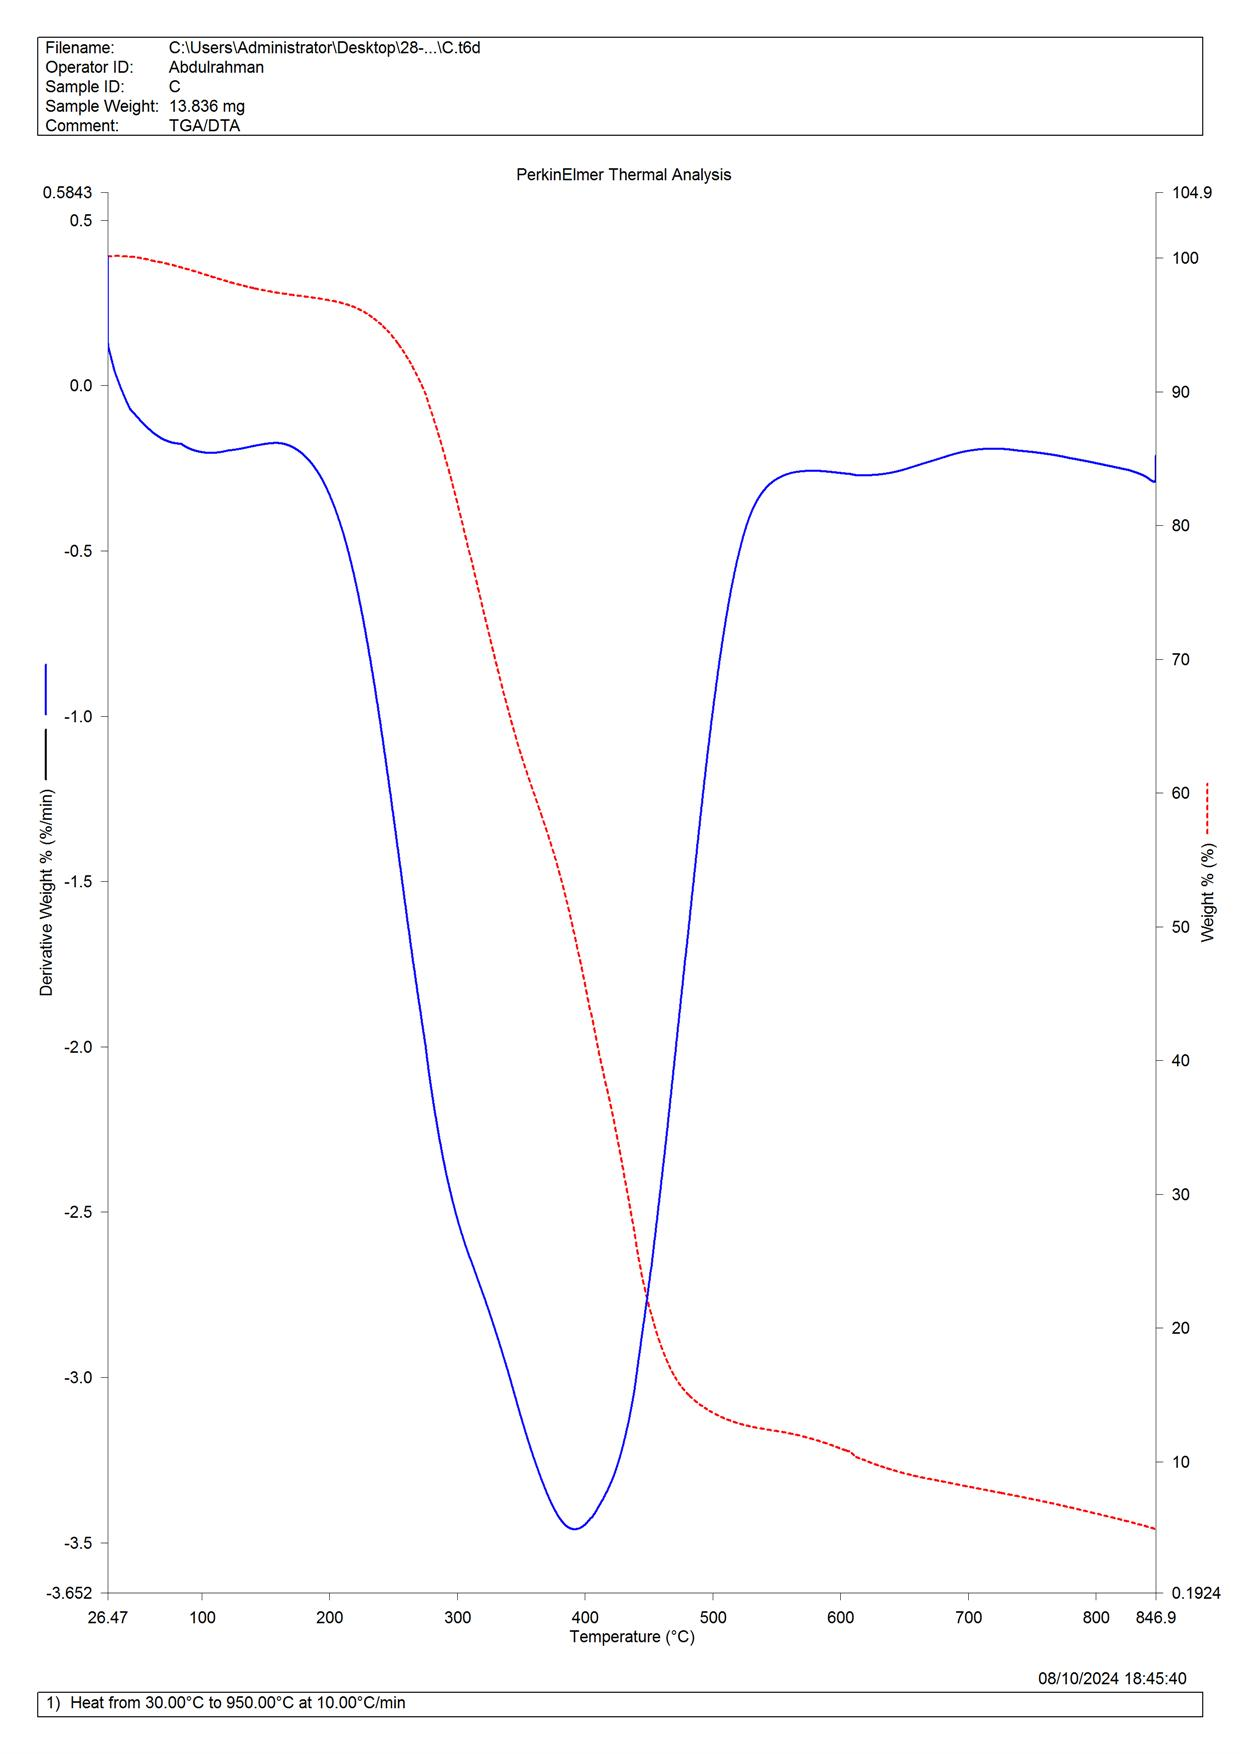 Filename: C:\Users\Administrator\Desktop\28-...\C.t6d
Operator ID: Abdulrahman
Sample ID: C
Sample Weight: 13.836 mg
Comment: TGA/DTA
PerkinElmer Thermal Analysis
0.5843
0.5
0.0
-0.5
-1.0
-1.5
-2.0
-2.5
-3.0
-3.5
-3.652
Derivative Weight % (%/min)
104.9
100
90
80
70
60
50
40
30
20
10
0.1924
Weight % (%)
26.47 100 200 300 400 500 600 700 800 846.9
Temperature (°C)
08/10/2024 18:45:40
1) Heat from 30.00°C to 950.00°C at 10.00°C/min